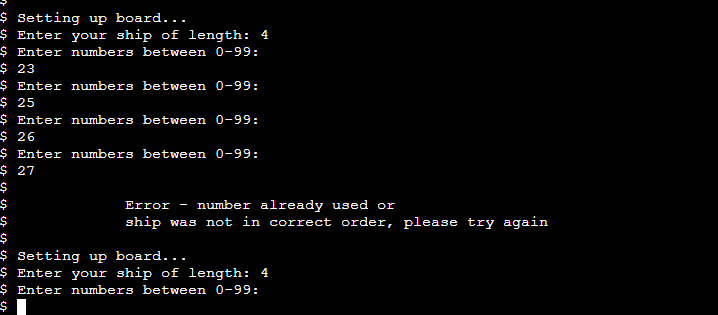 $
$ Setting up board...
$ Enter your ship of length: 4
$ Enter numbers between 0-99:
$ 23
$ Enter numbers between 0-99:
$ 25
$ Enter numbers between 0-99:
$ 26
$ Enter numbers between 0-99:
$ 27
$
$ Error - number already used or
$ ship was not in correct order, please try again
$
$ Setting up board...
$ Enter your ship of length: 4
$ Enter numbers between 0-99:
$